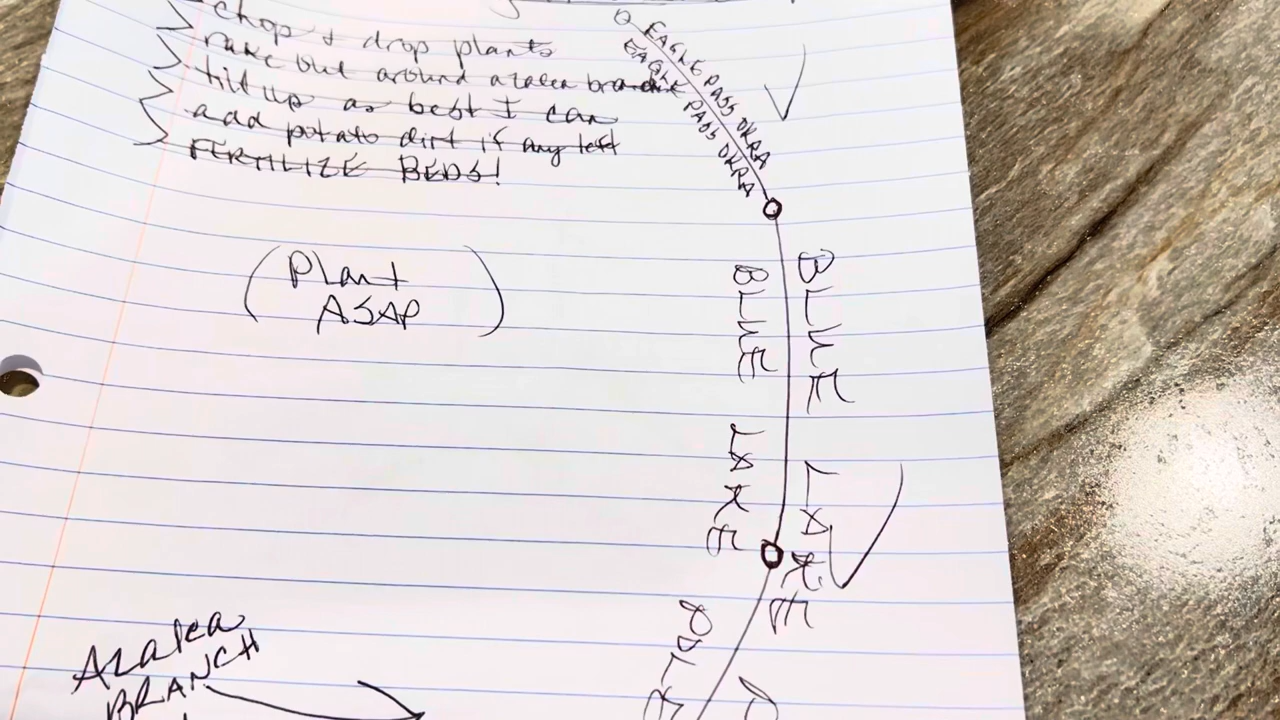 chop + drop plants
rake out around azalea branch
till up as best I can
add potato dirt if any left
FERTILIZE BEDS!
(Plant
ASAP)
EAGLE PASS OKRA
EAGLE PASS OKRA
BLUE LAKE
BLUE LAKE
POLE
Azalea
BRANCH